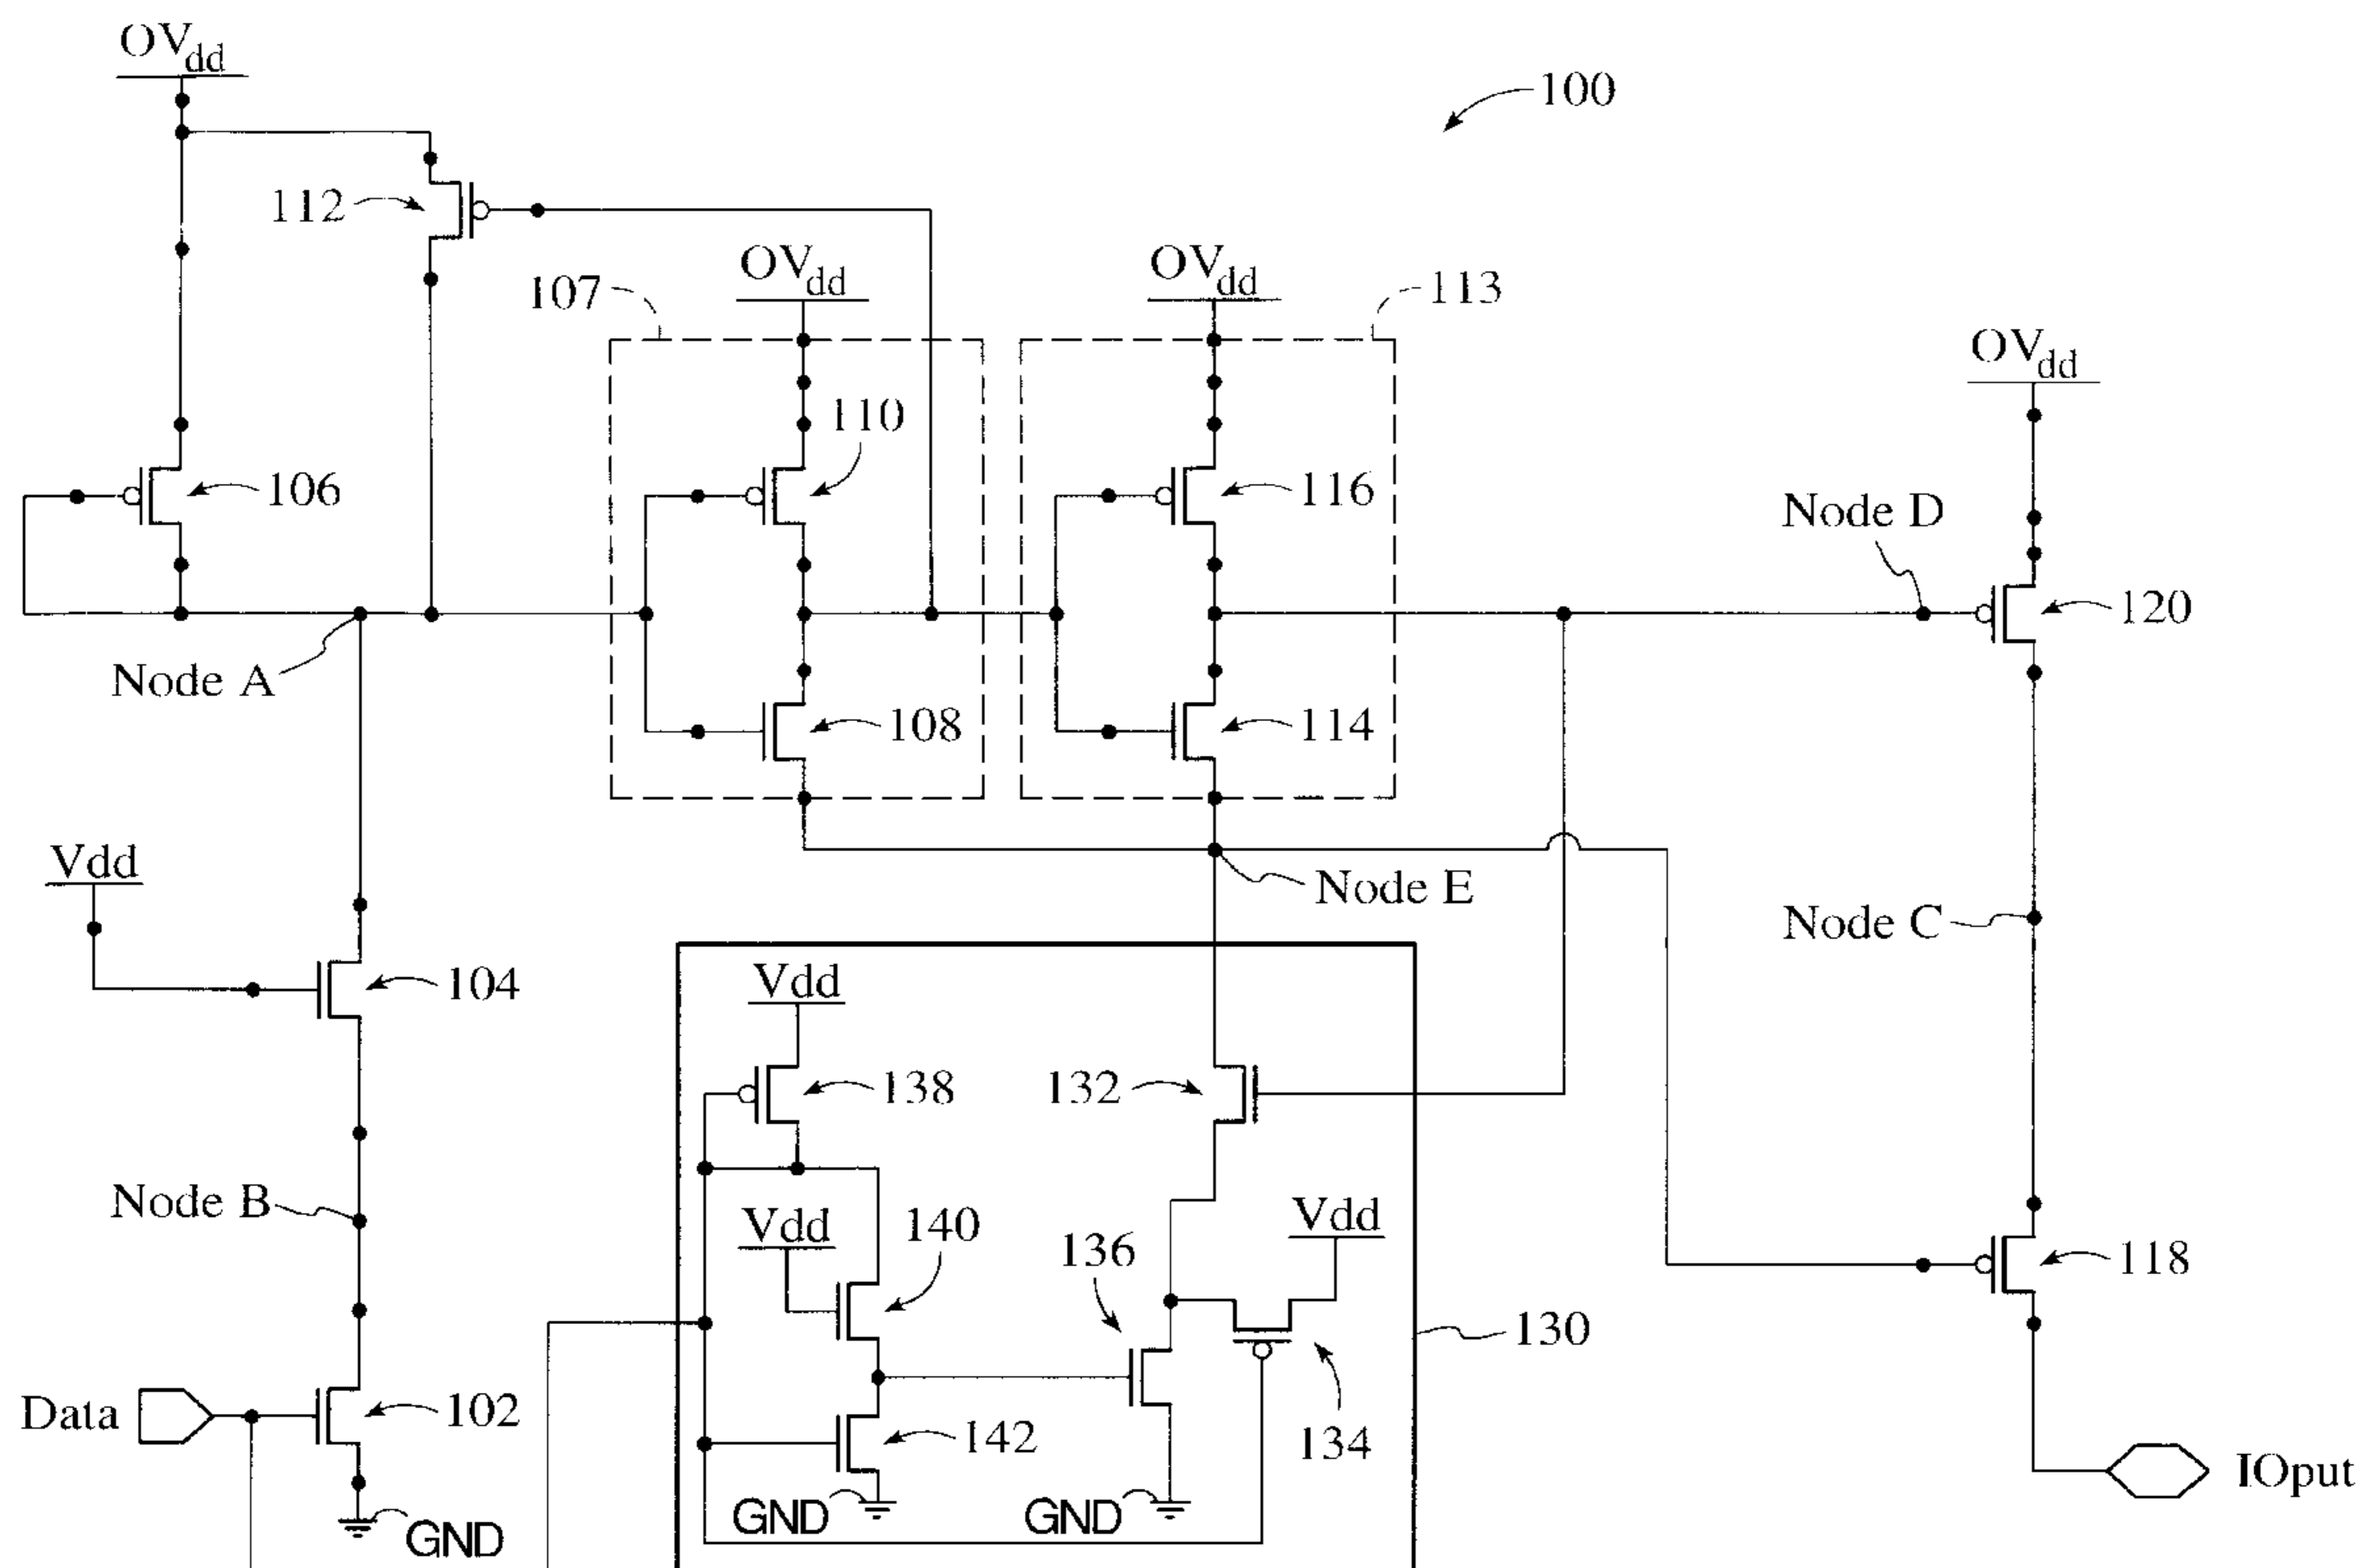 OVdd
100
112
OVdd
OVdd
107
113
OVdd
110
106
116
Node D
120
Node A
108
114
Vdd
Node E
Node C
Vdd
104
138
132
Node B
Vdd
140
Vdd
136
118
130
Data
102
142
134
IOput
GND
GND
GND